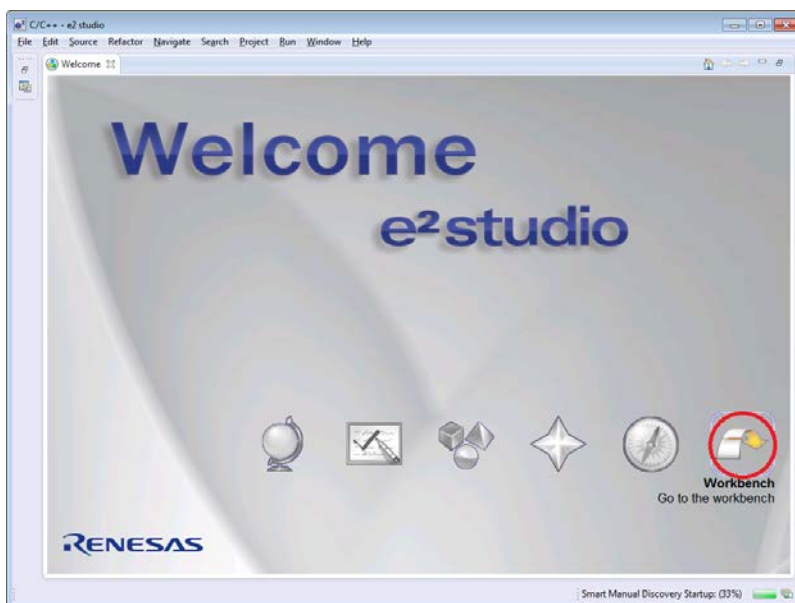 C/C++ - e2 studio
File Edit Source Refactor Navigate Search Project Run Window Help
Welcome
Welcome
e²studio
Workbench
Go to the workbench
RENESAS
Smart Manual Discovery Startup: (33%)